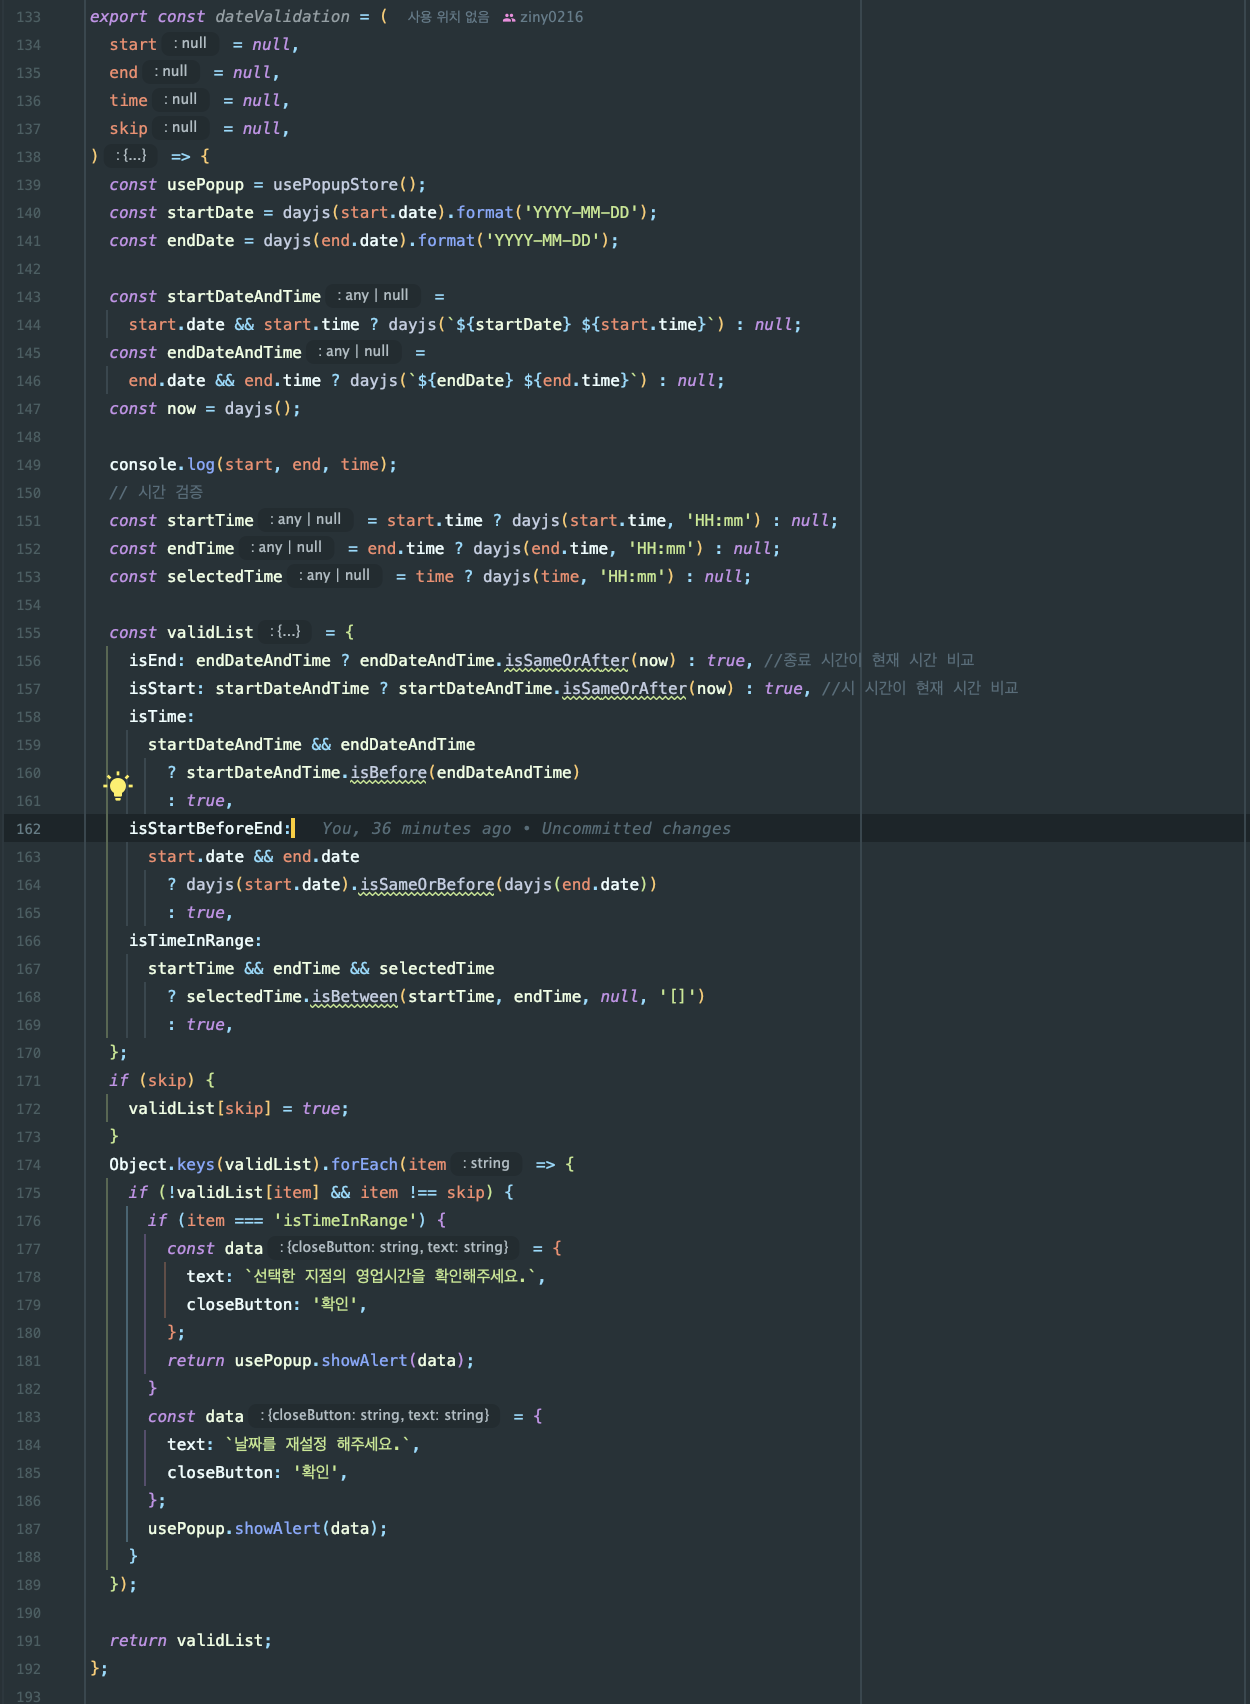 133 export const dateValidation = ( 사용 위치 없음 ziny0216
134 start : null = null,
135 end : null = null,
136 time : null = null,
137 skip : null = null,
138 ) : {...} => {
139 const usePopup = usePopupStore();
140 const startDate = dayjs(start.date).format('YYYY-MM-DD');
141 const endDate = dayjs(end.date).format('YYYY-MM-DD');
142
143 const startDateAndTime : any | null =
144 start.date && start.time ? dayjs(`${startDate} ${start.time}`) : null;
145 const endDateAndTime : any | null =
146 end.date && end.time ? dayjs(`${endDate} ${end.time}`) : null;
147 const now = dayjs();
148
149 console.log(start, end, time);
150 // 시간 검증
151 const startTime : any | null = start.time ? dayjs(start.time, 'HH:mm') : null;
152 const endTime : any | null = end.time ? dayjs(end.time, 'HH:mm') : null;
153 const selectedTime : any | null = time ? dayjs(time, 'HH:mm') : null;
154
155 const validList : {...} = {
156 isEnd: endDateAndTime ? endDateAndTime.isSameOrAfter(now) : true, //종료 시간이 현재 시간 비교
157 isStart: startDateAndTime ? startDateAndTime.isSameOrAfter(now) : true, //시 시간이 현재 시간 비교
158 isTime:
159 startDateAndTime && endDateAndTime
160 ? startDateAndTime.isBefore(endDateAndTime)
161 : true,
162 isStartBeforeEnd: You, 36 minutes ago • Uncommitted changes
163 start.date && end.date
164 ? dayjs(start.date).isSameOrBefore(dayjs(end.date))
165 : true,
166 isTimeInRange:
167 startTime && endTime && selectedTime
168 ? selectedTime.isBetween(startTime, endTime, null, '[]')
169 : true,
170 };
171 if (skip) {
172 validList[skip] = true;
173 }
174 Object.keys(validList).forEach(item : string => {
175 if (!validList[item] && item !== skip) {
176 if (item === 'isTimeInRange') {
177 const data : {closeButton: string, text: string} = {
178 text: `선택한 지점의 영업시간을 확인해주세요.`,
179 closeButton: '확인',
180 };
181 return usePopup.showAlert(data);
182 }
183 const data : {closeButton: string, text: string} = {
184 text: `날짜를 재설정 해주세요.`,
185 closeButton: '확인',
186 };
187 usePopup.showAlert(data);
188 }
189 });
190
191 return validList;
192 };
193